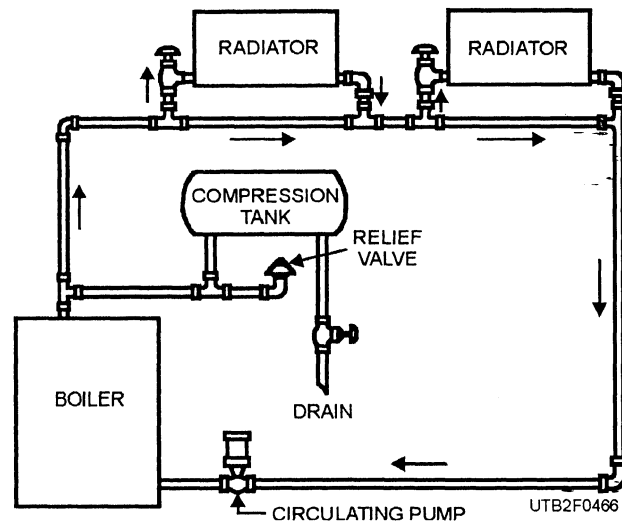 RADIATOR
RADIATOR
COMPRESSION
TANK
RELIEF
VALVE
BOILER
DRAIN
CIRCULATING PUMP
UTB2F0466